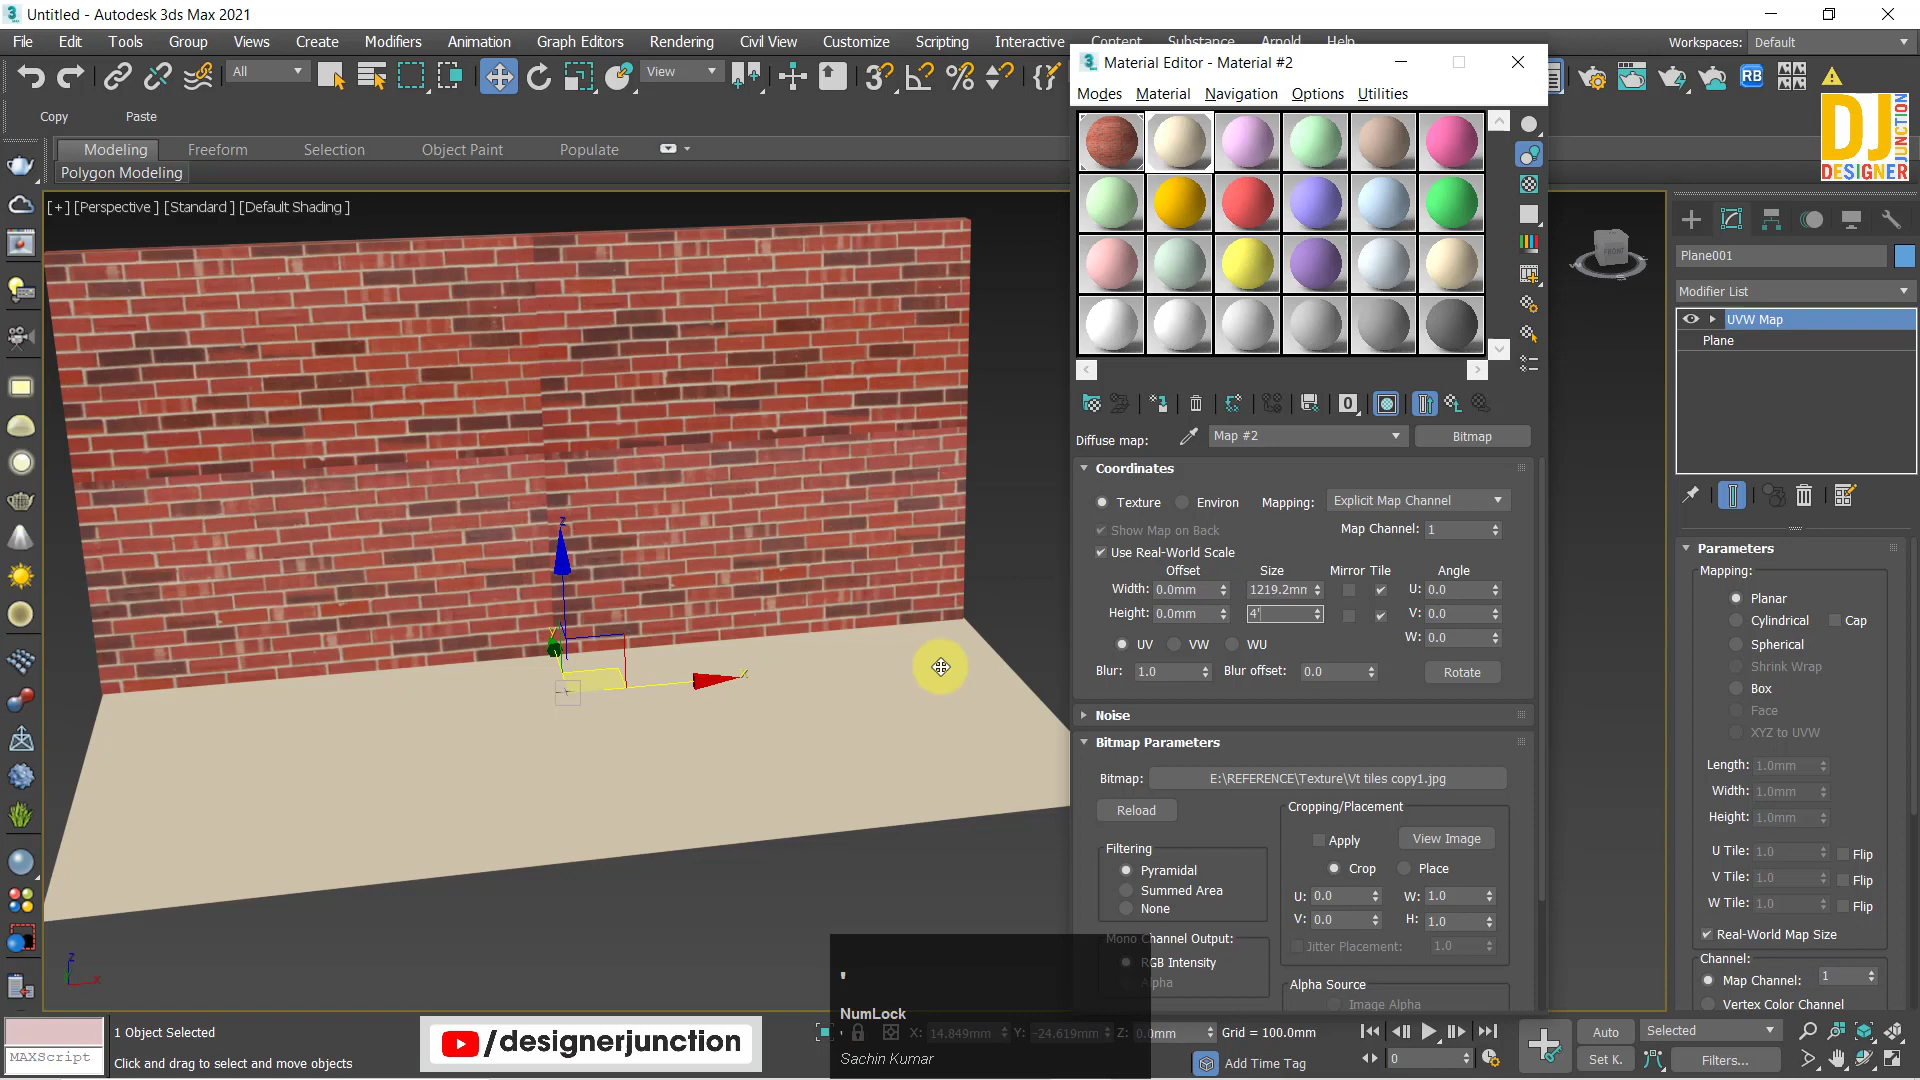 Untitled - Autodesk 3ds Max 2021
File Edit Tools Group Views Create Modifiers Animation Graph Editors Rendering Civil View Customize Scripting Interactive Content Substance Arnold Help
Workspaces: Default
All
View
RB
Copy Paste
Modeling Freeform Selection Object Paint Populate
Polygon Modeling
[+] [Perspective] [Standard] [Default Shading]
FRONT
Material Editor - Material #2
Modes Material Navigation Options Utilities
0
Diffuse map: Map #2 Bitmap
Coordinates
Texture Environ Mapping: Explicit Map Channel
Show Map on Back Map Channel: 1
Use Real-World Scale
Offset Size Mirror Tile Angle
Width: 0.0mm 1219.2mm U: 0.0
Height: 0.0mm 4' V: 0.0
UV VW WU W: 0.0
Blur: 1.0 Blur offset: 0.0 Rotate
Noise
Bitmap Parameters
Bitmap: E:\REFERENCE\Texture\Vt tiles copy1.jpg
Reload Cropping/Placement
Apply View Image
Filtering
Pyramidal Crop Place
Summed Area U: 0.0 W: 1.0
None V: 0.0 H: 1.0
Mono Channel Output: Jitter Placement: 1.0
RGB Intensity
Alpha
Alpha Source
Image Alpha
DJ
DESIGNER
JUNCTION
Plane001
Modifier List
UVW Map
Plane
Parameters
Mapping:
Planar
Cylindrical Cap
Spherical
Shrink Wrap
Box
Face
XYZ to UVW
Length: 1.0mm
Width: 1.0mm
Height: 1.0mm
U Tile: 1.0 Flip
V Tile: 1.0 Flip
W Tile: 1.0 Flip
Real-World Map Size
Channel:
Map Channel: 1
Vertex Color Channel
z
y
x
z
x
'
NumLock
'
Sachin Kumar
MAXScript
1 Object Selected
Click and drag to select and move objects
/designerjunction
X: 14.849mm Y: -24.619mm Z: 0.0mm Grid = 100.0mm
Add Time Tag
0
Auto Selected
Set K. Filters...